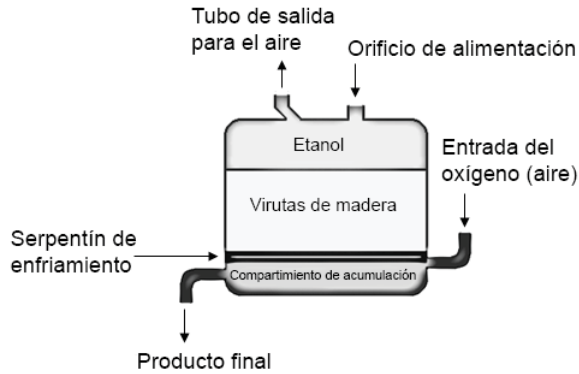 Tubo de salida
para el aire
Orificio de alimentación
Etanol
Entrada del
oxígeno (aire)
Virutas de madera
Serpentín de
enfriamiento
Compartimiento de acumulación
Producto final